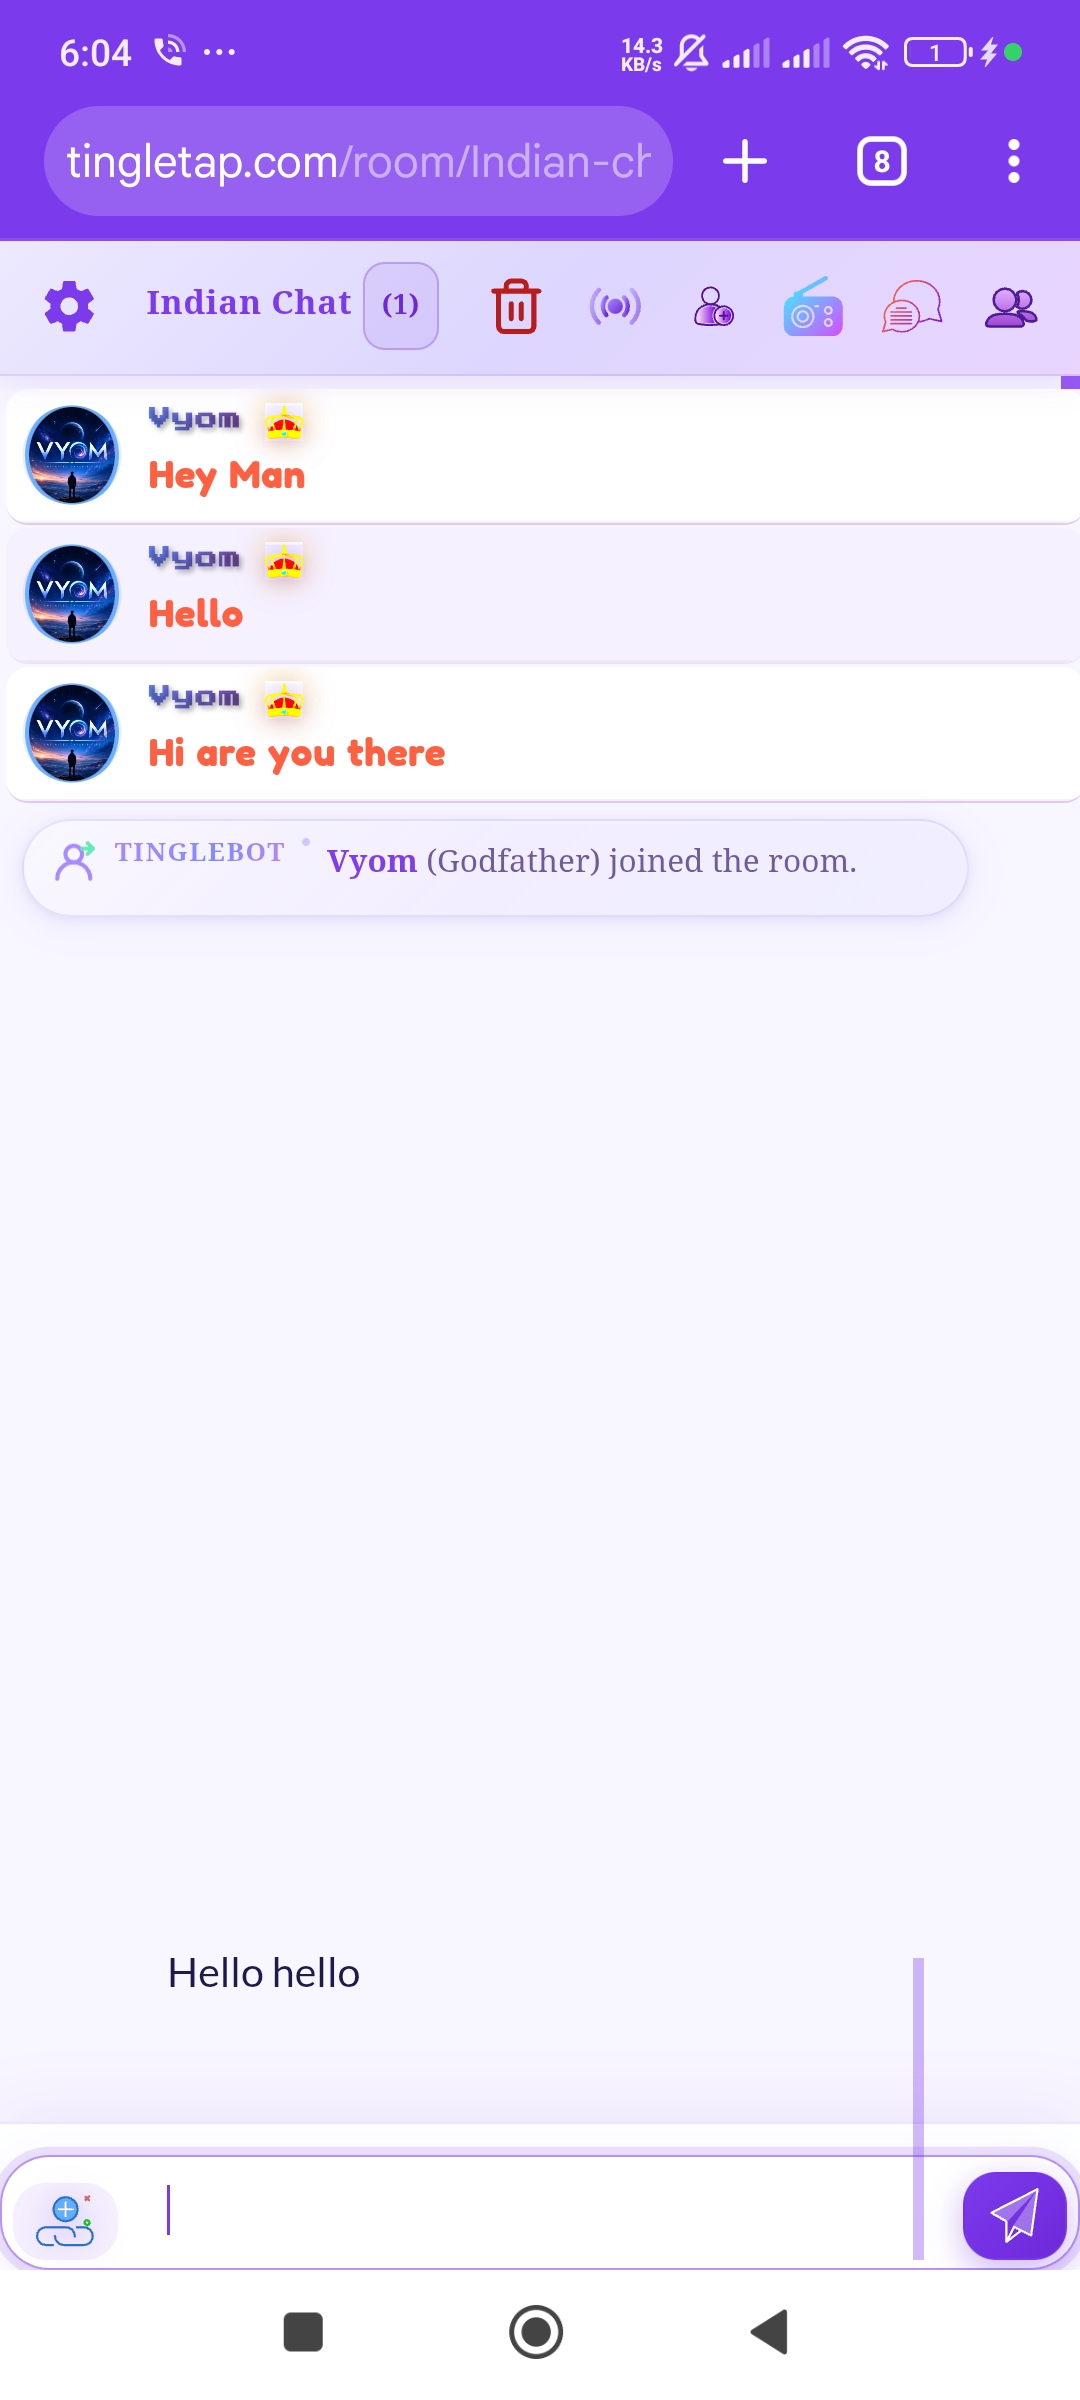 6:04
14.3
KB/s
1
tingletap.com/room/Indian-ch
8
Indian Chat (1)
Vyom
VYOM
Hey Man
Vyom
VYOM
Hello
Vyom
VYOM
Hi are you there
TINGLEBOT
Vyom (Godfather) joined the room.
Hello hello